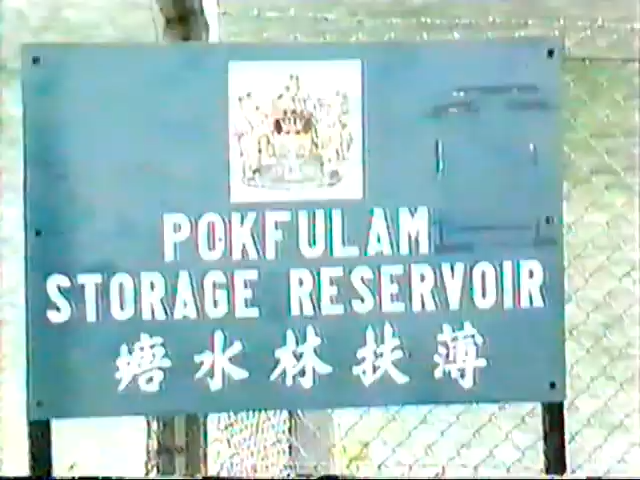 POKFULAM
STORAGE RESERVOIR
薄扶林水塘